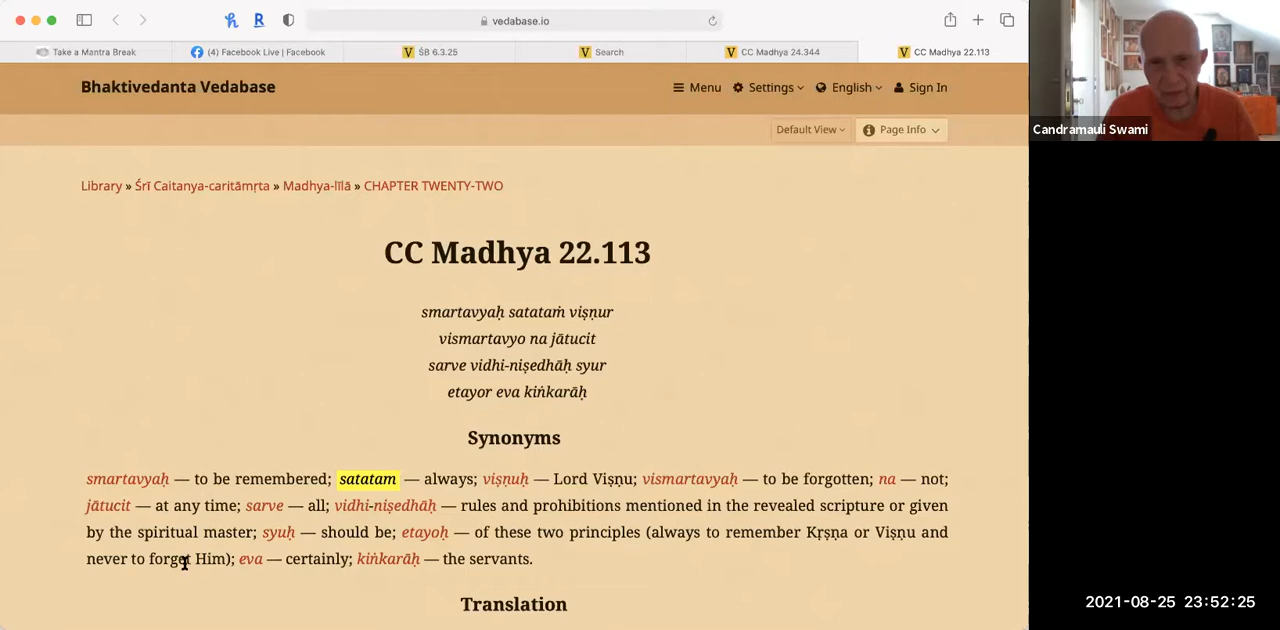 vedabase.io
Take a Mantra Break
(4) Facebook Live | Facebook
ŚB 6.3.25
Search
CC Madhya 24.344
CC Madhya 22.113
Bhaktivedanta Vedabase
Menu
Settings
English
Sign In
Default View
Page Info
Library » Śrī Caitanya-caritāmṛta » Madhya-līlā » CHAPTER TWENTY-TWO
CC Madhya 22.113
smartavyaḥ satataṁ viṣṇur
vismartavyo na jātucit
sarve vidhi-niṣedhāḥ syur
etayor eva kiṅkarāḥ
Synonyms
smartavyaḥ — to be remembered; satatam — always; viṣṇuḥ — Lord Viṣṇu; vismartavyaḥ — to be forgotten; na — not;
jātucit — at any time; sarve — all; vidhi-niṣedhāḥ — rules and prohibitions mentioned in the revealed scripture or given
by the spiritual master; syuḥ — should be; etayoḥ — of these two principles (always to remember Kṛṣṇa or Viṣṇu and
never to forget Him); eva — certainly; kiṅkarāḥ — the servants.
Translation
Candramauli Swami
2021-08-25 23:52:25